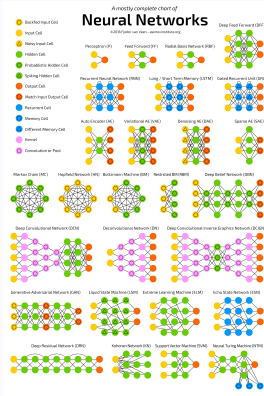 A mostly complete chart of
Neural Networks
©2016 Fjodor van Veen - asimovinstitute.org
Deep Feed Forward (DFF
Backfed Input Cell
Input Cell
Noisy Input Cell
Hidden Cell
Probablistic Hidden Cell
Spiking Hidden Cell
Output Cell
Match Input Output Cell
Recurrent Cell
Memory Cell
Different Memory Cell
Kernel
Convolution or Pool
Perceptron (P)
Feed Forward (FF)
Radial Basis Network (RBF)
Recurrent Neural Network (RNN)
Long / Short Term Memory (LSTM)
Gated Recurrent Unit (GRU
Auto Encoder (AE)
Variational AE (VAE)
Denoising AE (DAE)
Sparse AE (SAE)
Markov Chain (MC)
Hopfield Network (HN)
Boltzmann Machine (BM)
Restricted BM (RBM)
Deep Belief Network (DBN)
Deep Convolutional Network (DCN)
Deconvolutional Network (DN)
Deep Convolutional Inverse Graphics Network (DCIGN)
Generative Adversarial Network (GAN)
Liquid State Machine (LSM)
Extreme Learning Machine (ELM)
Echo State Network (ESN)
Deep Residual Network (DRN)
Kohonen Network (KN)
Support Vector Machine (SVM)
Neural Turing Machine (NTM)